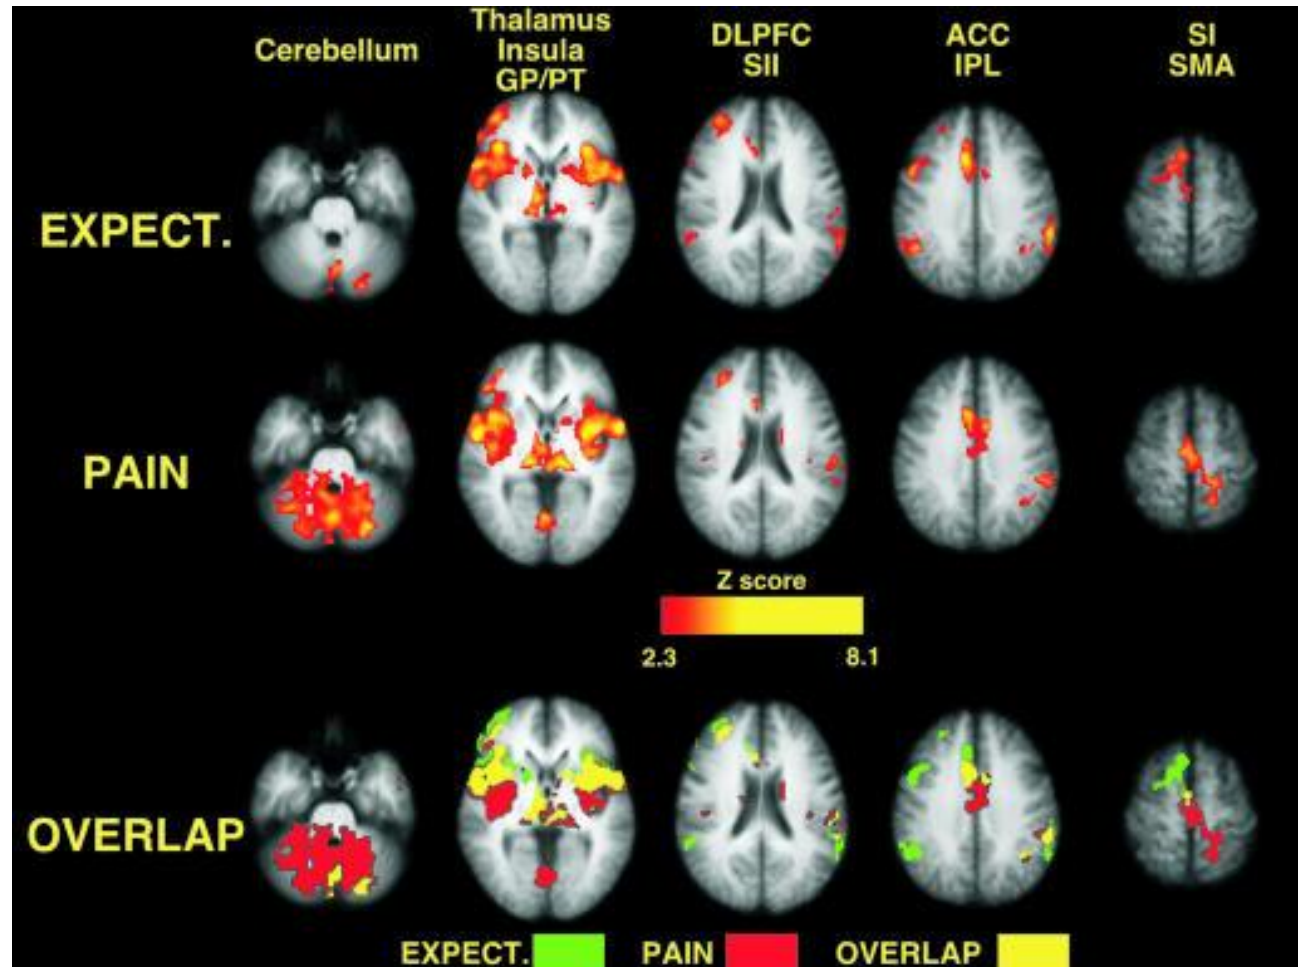 Cerebellum
Thalamus
Insula
GP/PT
DLPFC
SII
ACC
IPL
SI
SMA
EXPECT.
PAIN
Z score
2.3 8.1
OVERLAP
EXPECT. PAIN OVERLAP